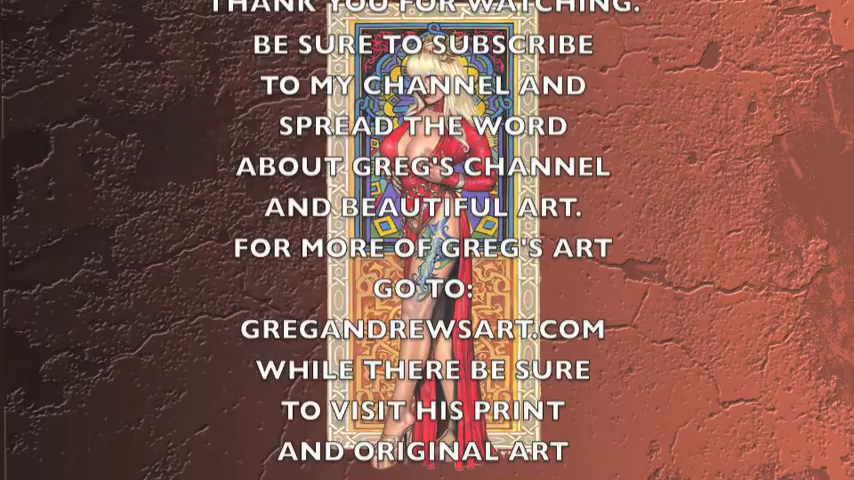 THANK YOU FOR WATCHING.
BE SURE TO SUBSCRIBE
TO MY CHANNEL AND
SPREAD THE WORD
ABOUT GREG'S CHANNEL
AND BEAUTIFUL ART.
FOR MORE OF GREG'S ART
GO TO:
GREGANDREWSART.COM
WHILE THERE BE SURE
TO VISIT HIS PRINT
AND ORIGINAL ART